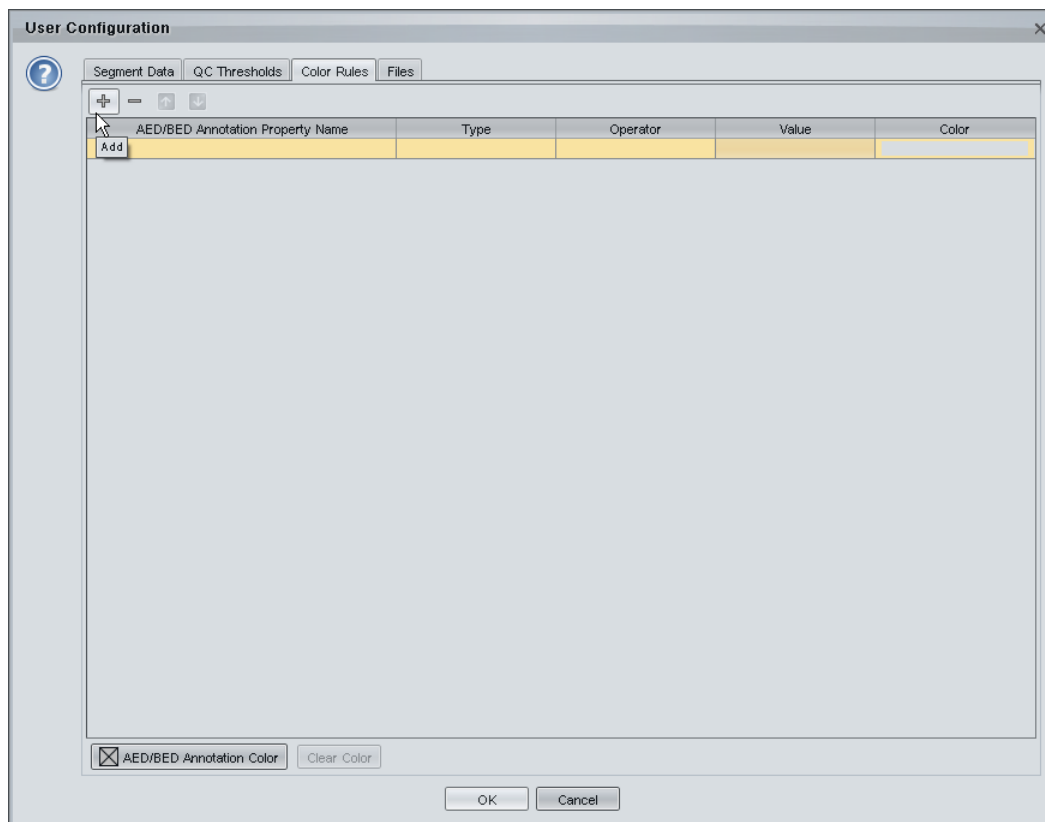 User Configuration
?
Segment Data QC Thresholds Color Rules Files
AED/BED Annotation Property Name Type Operator Value Color
Add
AED/BED Annotation Color Clear Color
OK Cancel